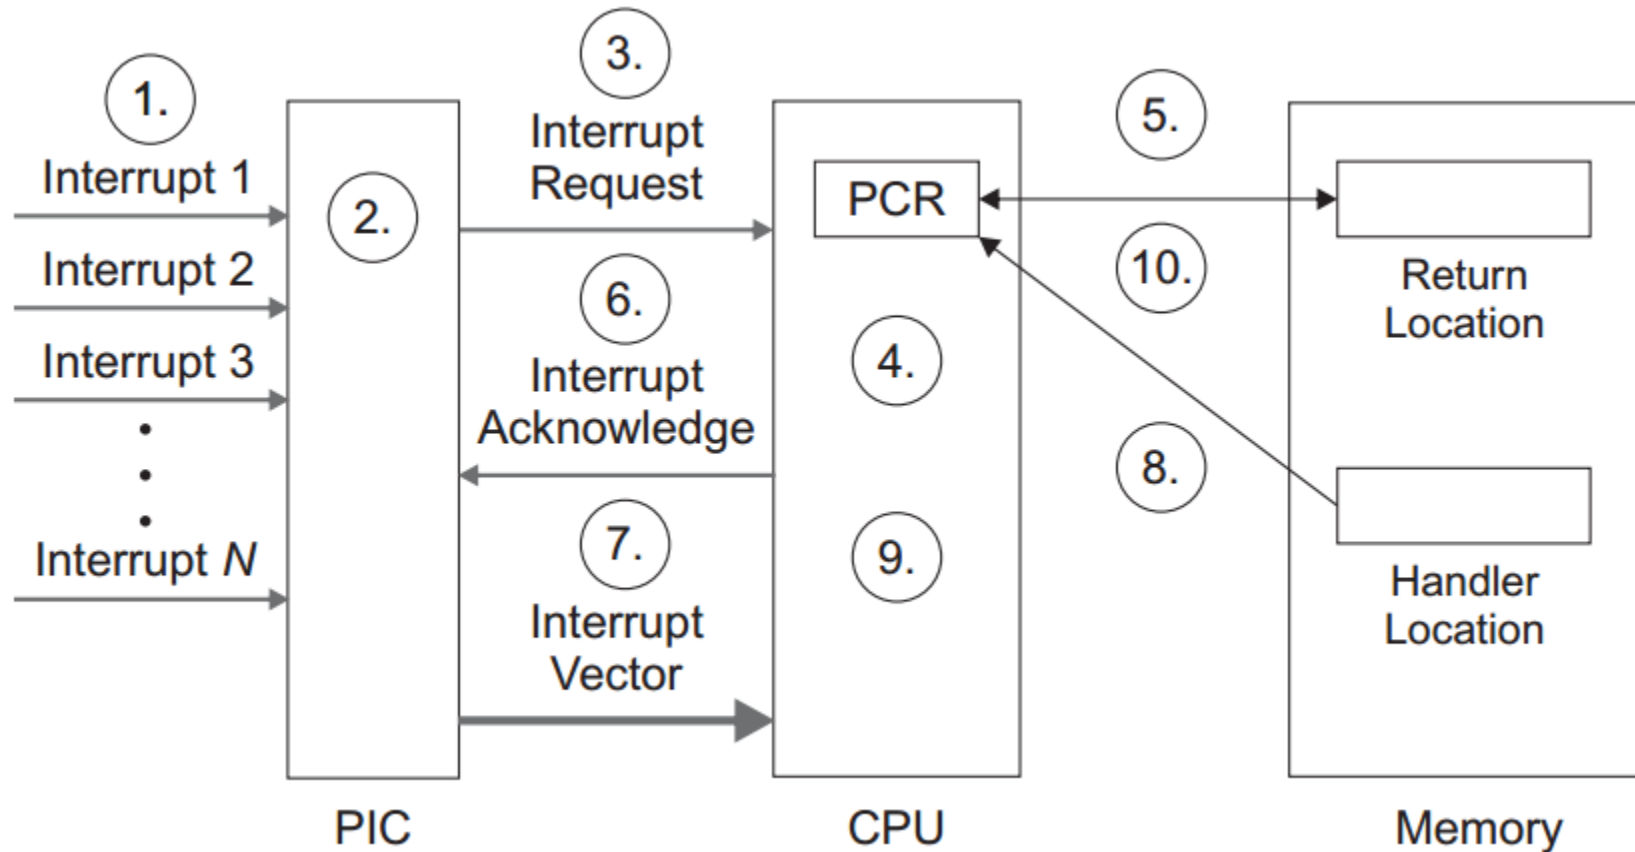 1.
Interrupt 1
Interrupt 2
Interrupt 3
Interrupt N
2.
PIC
3.
Interrupt
Request
6.
Interrupt
Acknowledge
7.
Interrupt
Vector
PCR
4.
9.
CPU
5.
10.
8.
Return
Location
Handler
Location
Memory